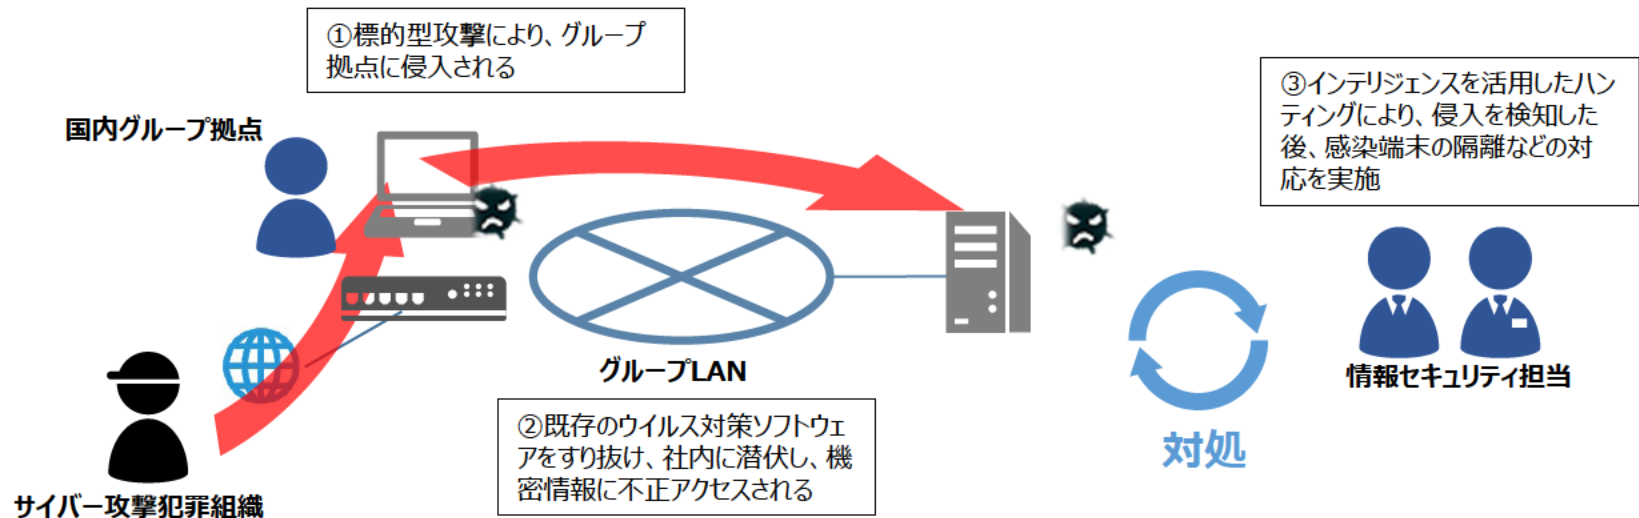 ①標的型攻撃により、グループ
拠点に侵入される
国内グループ拠点
③インテリジェンスを活用したハン
ティングにより、侵入を検知した
後、感染端末の隔離などの対
応を実施
グループLAN
情報セキュリティ担当
②既存のウイルス対策ソフトウェ
アをすり抜け、社内に潜伏し、機
密情報に不正アクセスされる
対処
サイバー攻撃犯罪組織